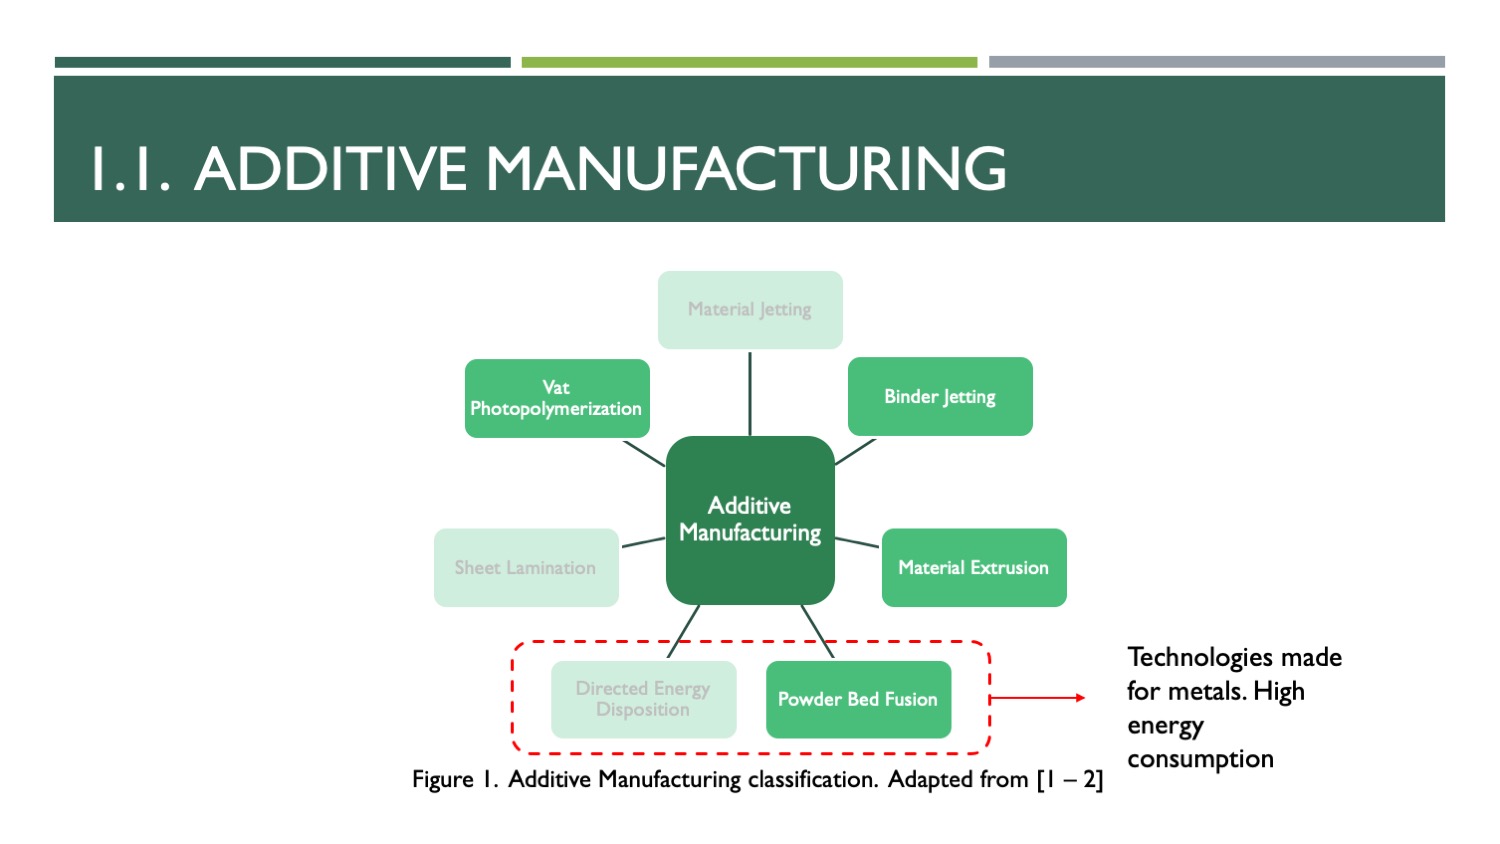 1.1. ADDITIVE MANUFACTURING
Material Jetting
Vat
Photopolymerization
Binder Jetting
Additive
Manufacturing
Sheet Lamination
Material Extrusion
Directed Energy
Disposition
Powder Bed Fusion
Technologies made
for metals. High
energy
consumption
Figure 1. Additive Manufacturing classification. Adapted from [1 – 2]